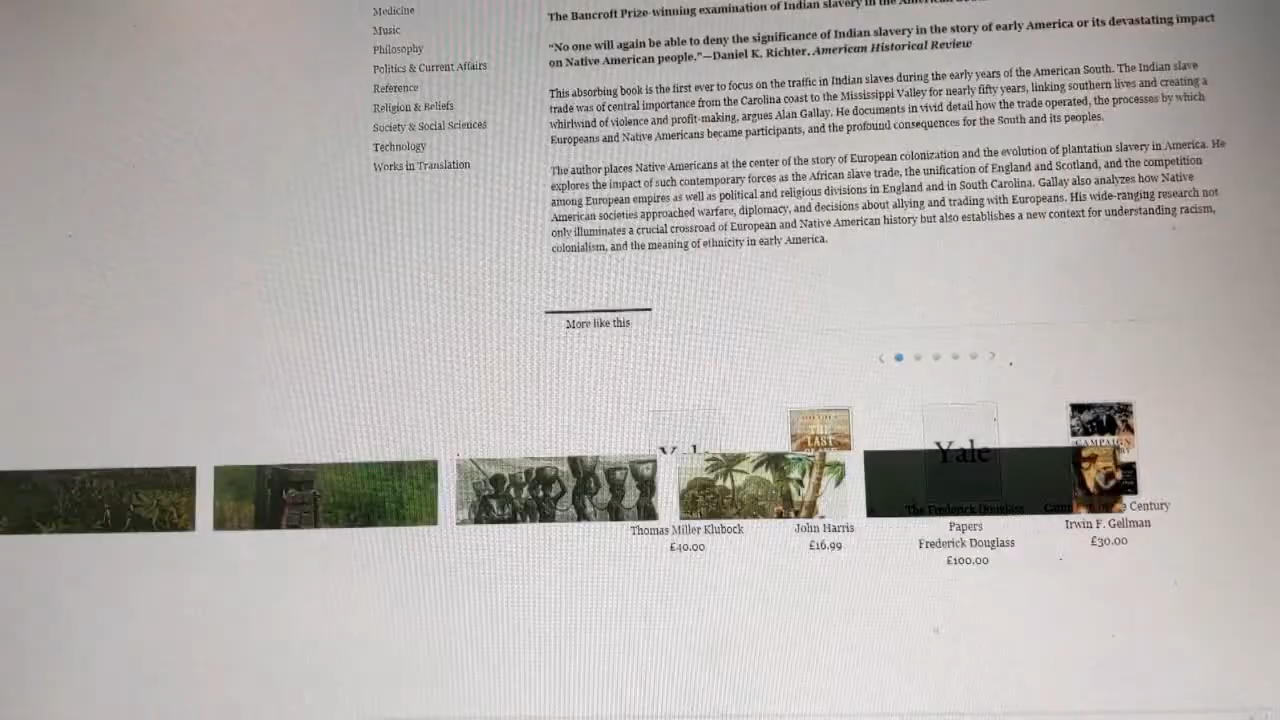 Medicine
Music
Philosophy
Politics & Current Affairs
Reference
Religion & Beliefs
Society & Social Sciences
Technology
Works in Translation
The Bancroft Prize-winning examination of Indian slavery in the American
"No one will again be able to deny the significance of Indian slavery in the story of early America or its devastating impact
on Native American people."—Daniel K. Richter, American Historical Review
This absorbing book is the first ever to focus on the traffic in Indian slaves during the early years of the American South. The Indian slave
trade was of central importance from the Carolina coast to the Mississippi Valley for nearly fifty years, linking southern lives and creating a
whirlwind of violence and profit-making, argues Alan Gallay. He documents in vivid detail how the trade operated, the processes by which
Europeans and Native Americans became participants, and the profound consequences for the South and its peoples.
The author places Native Americans at the center of the story of European colonization and the evolution of plantation slavery in America. He
explores the impact of such contemporary forces as the African slave trade, the unification of England and Scotland, and the competition
among European empires as well as political and religious divisions in England and in South Carolina. Gallay also analyzes how Native
American societies approached warfare, diplomacy, and decisions about allying and trading with Europeans. His wide-ranging research not
only illuminates a crucial crossroad of European and Native American history but also establishes a new context for understanding racism,
colonialism, and the meaning of ethnicity in early America.
More like this
THE
LAST
Yale
CAMPAIGN
Thomas Miller Klubock
£40.00
John Harris
£16.99
The Frederick Douglass
Papers
Frederick Douglass
£100.00
Century
Irwin F. Gellman
£30.00